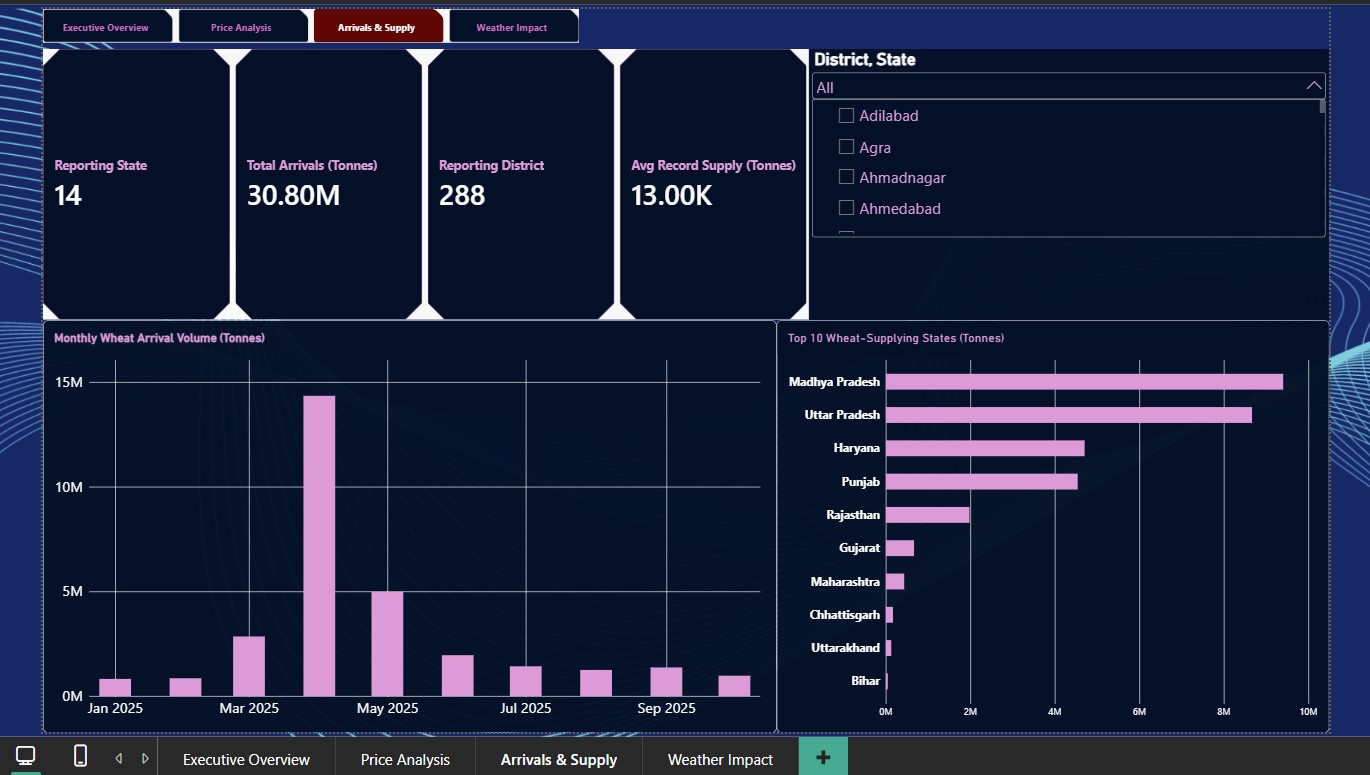 Executive Overview
Price Analysis
Arrivals & Supply
Weather Impact
Reporting State
14
Total Arrivals (Tonnes)
30.80M
Reporting District
288
Avg Record Supply (Tonnes)
13.00K
District, State
All
Adilabad
Agra
Ahmadnagar
Ahmedabad
Monthly Wheat Arrival Volume (Tonnes)
15M
10M
5M
0M
Jan 2025
Mar 2025
May 2025
Jul 2025
Sep 2025
Top 10 Wheat-Supplying States (Tonnes)
Madhya Pradesh
Uttar Pradesh
Haryana
Punjab
Rajasthan
Gujarat
Maharashtra
Chhattisgarh
Uttarakhand
Bihar
0M
2M
4M
6M
8M
10M
Executive Overview
Price Analysis
Arrivals & Supply
Weather Impact
+